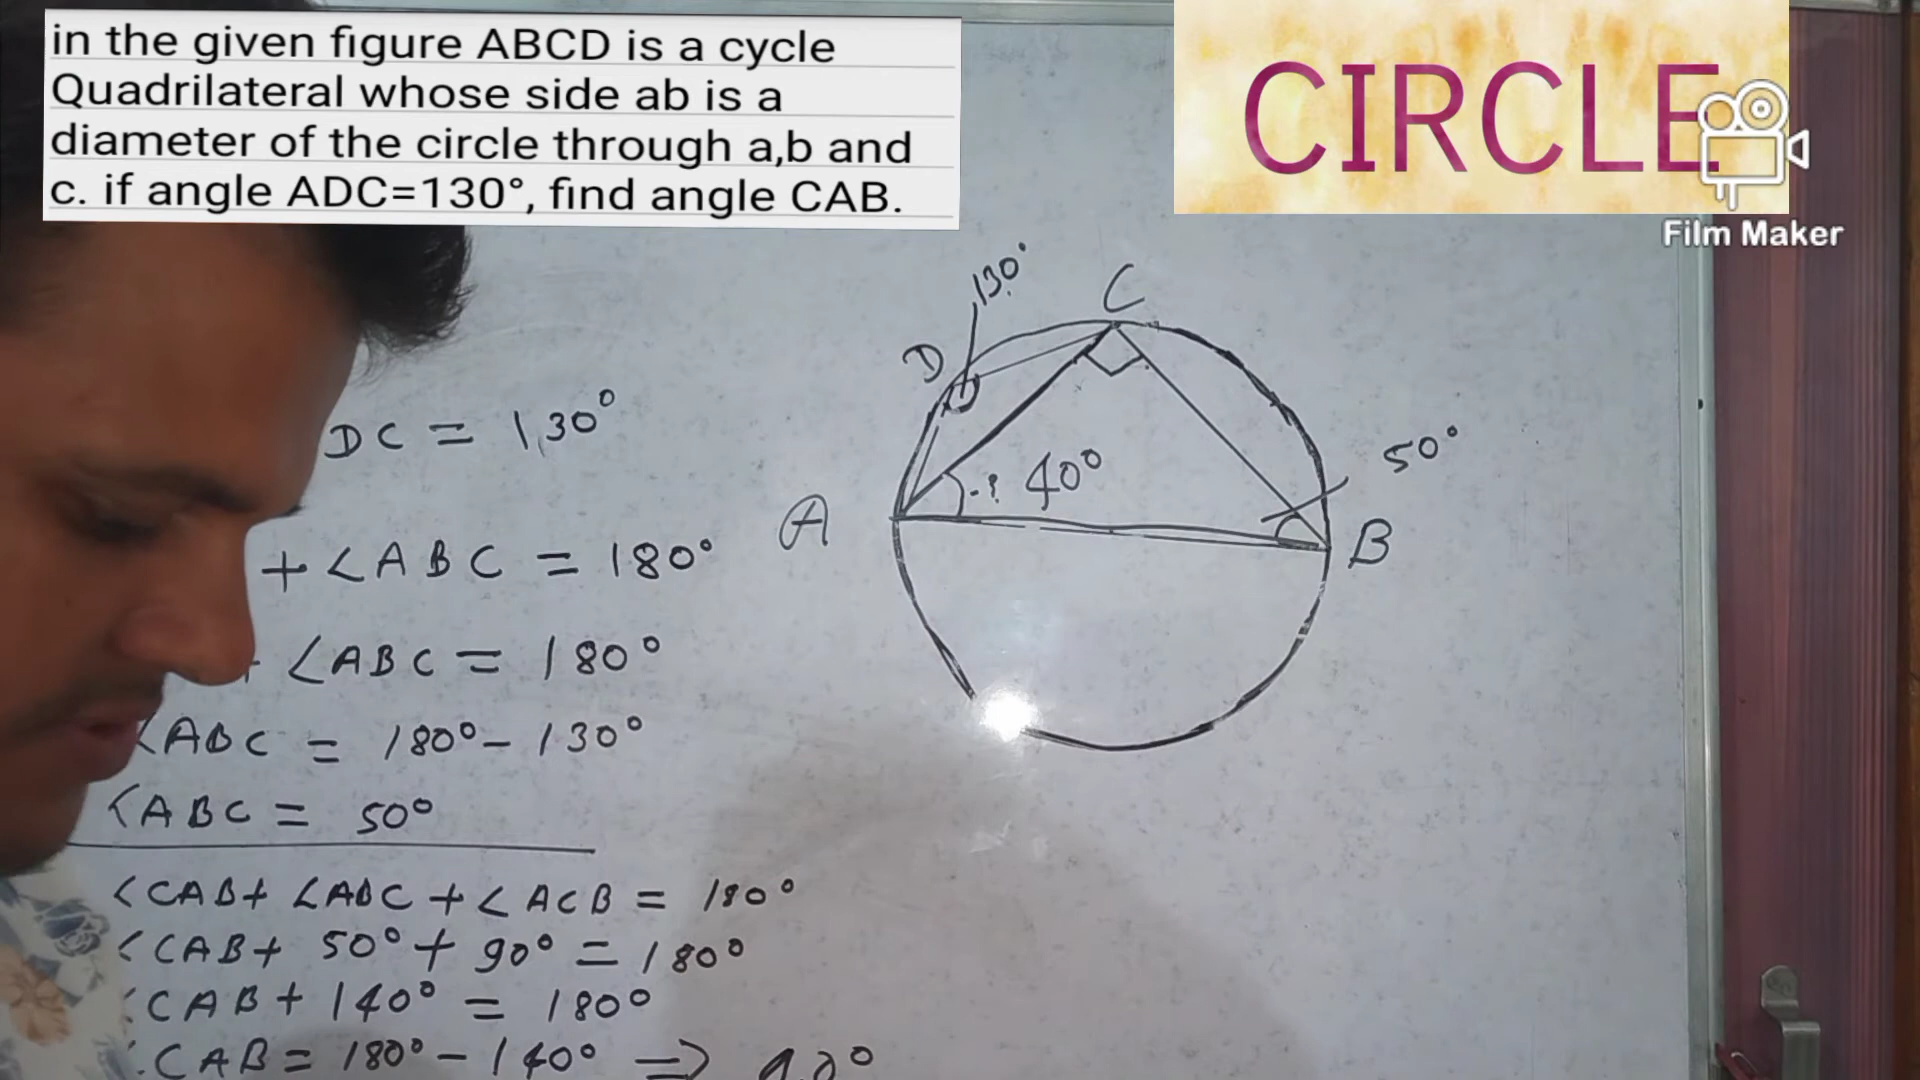 in the given figure ABCD is a cycle
Quadrilateral whose side ab is a
diameter of the circle through a,b and
c. if angle ADC=130°, find angle CAB.
CIRCLE
Film Maker
130°
C
D
DC = 130°
50°
-? 40°
A
B
+ <ABC = 180°
∠ABC = 180°
<ABC = 180° - 130°
<ABC = 50°
<CAB + ∠ABC + < ACB = 180°
<CAB + 50° + 90° = 180°
CAB + 140° = 180°
CAB = 180° - 140° => 40°